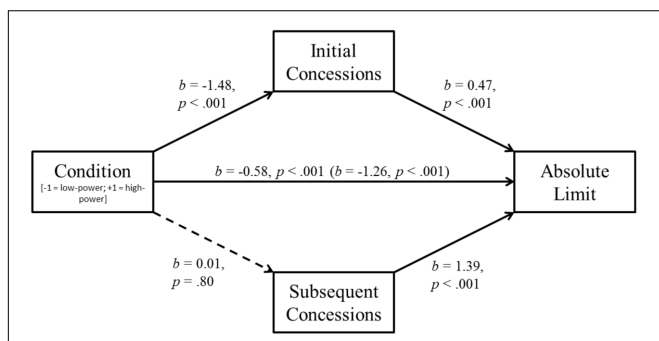 Initial
Concessions
b = -1.48,
p < .001
b = 0.47,
p < .001
Condition
[-1 = low-power; +1 = high-
power]
b = -0.58, p < .001 (b = -1.26, p < .001)
Absolute
Limit
b = 0.01,
p = .80
b = 1.39,
p < .001
Subsequent
Concessions